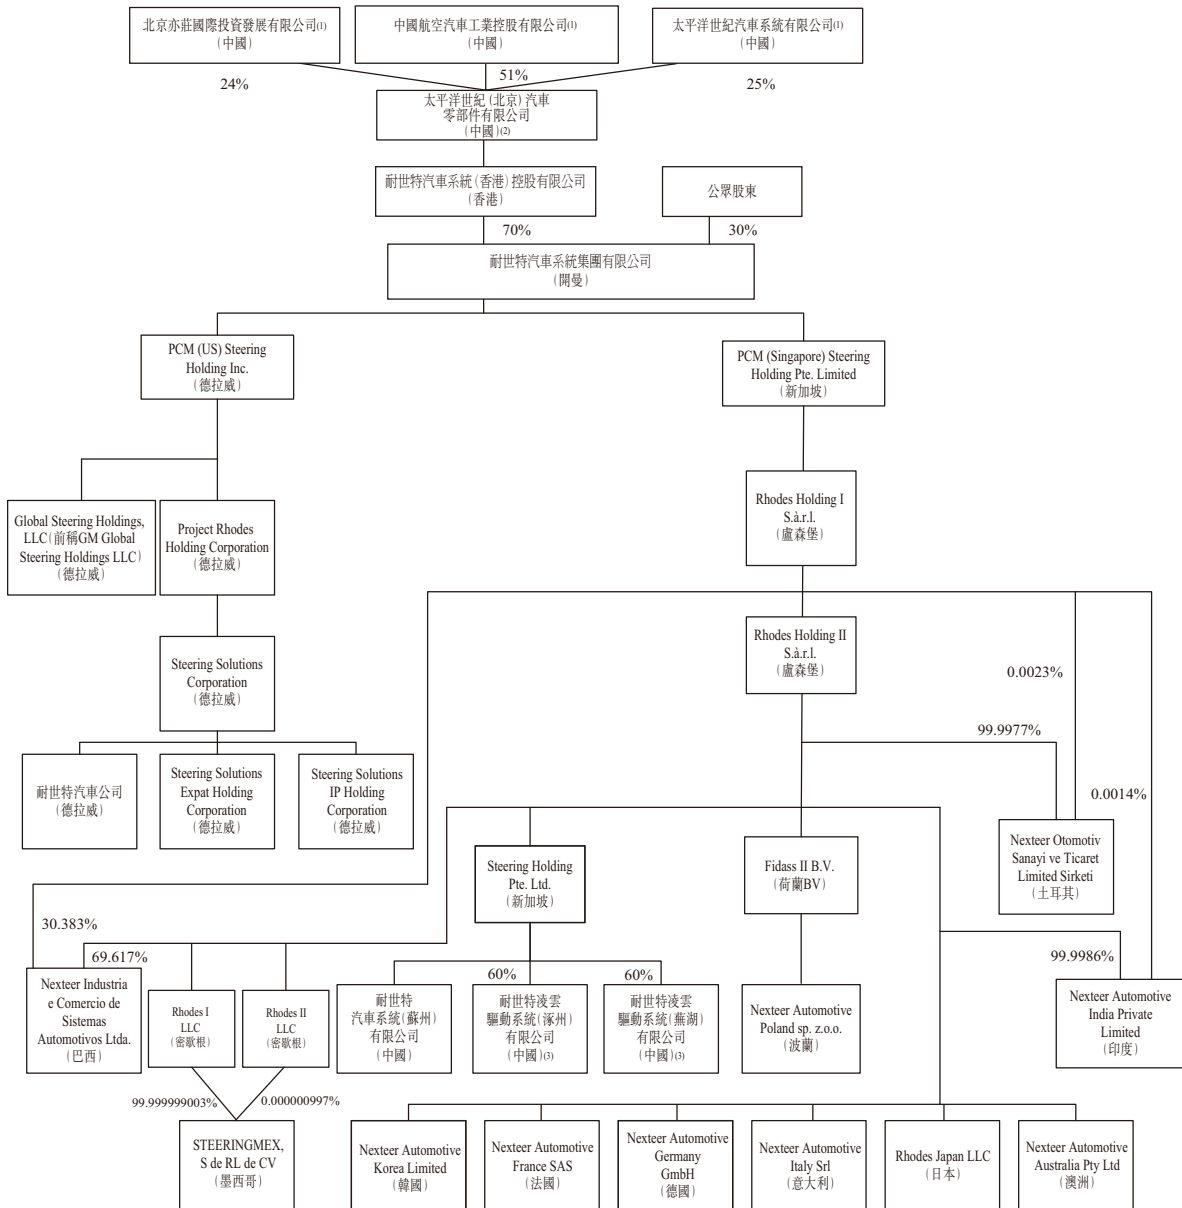 北京亦莊國際投資發展有限公司(1)
(中國)
中國航空汽車工業控股有限公司(1)
(中國)
太平洋世紀汽車系統有限公司(1)
(中國)
24%
51%
25%
太平洋世紀(北京)汽車
零部件有限公司
(中國)(2)
耐世特汽車系統(香港)控股有限公司
(香港)
公眾股東
70%
30%
耐世特汽車系統集團有限公司
(開曼)
PCM (US) Steering
Holding Inc.
(德拉威)
PCM (Singapore) Steering
Holding Pte. Limited
(新加坡)
Global Steering Holdings,
LLC(前稱GM Global
Steering Holdings LLC)
(德拉威)
Project Rhodes
Holding Corporation
(德拉威)
Rhodes Holding I
S.à.r.l.
(盧森堡)
Steering Solutions
Corporation
(德拉威)
Rhodes Holding II
S.à.r.l.
(盧森堡)
0.0023%
99.9977%
耐世特汽車公司
(德拉威)
Steering Solutions
Expat Holding
Corporation
(德拉威)
Steering Solutions
IP Holding
Corporation
(德拉威)
0.0014%
Steering Holding
Pte. Ltd.
(新加坡)
Fidass II B.V.
(荷蘭BV)
Nexteer Otomotiv
Sanayi ve Ticaret
Limited Sirketi
(土耳其)
30.383%
69.617%
99.9986%
60%
60%
Nexteer Industria
e Comercio de
Sistemas
Automotivos Ltda.
(巴西)
Rhodes I
LLC
(密歇根)
Rhodes II
LLC
(密歇根)
耐世特
汽車系統(蘇州)
有限公司
(中國)
耐世特凌雲
驅動系統(涿州)
有限公司
(中國)(3)
耐世特凌雲
驅動系統(蕪湖)
有限公司
(中國)(3)
Nexteer Automotive
Poland sp. z.o.o.
(波蘭)
Nexteer Automotive
India Private
Limited
(印度)
99.999999003%
0.000000997%
STEERINGMEX,
S de RL de CV
(墨西哥)
Nexteer Automotive
Korea Limited
(韓國)
Nexteer Automotive
France SAS
(法國)
Nexteer Automotive
Germany
GmbH
(德國)
Nexteer Automotive
Italy Srl
(意大利)
Rhodes Japan LLC
(日本)
Nexteer Automotive
Australia Pty Ltd
(澳洲)